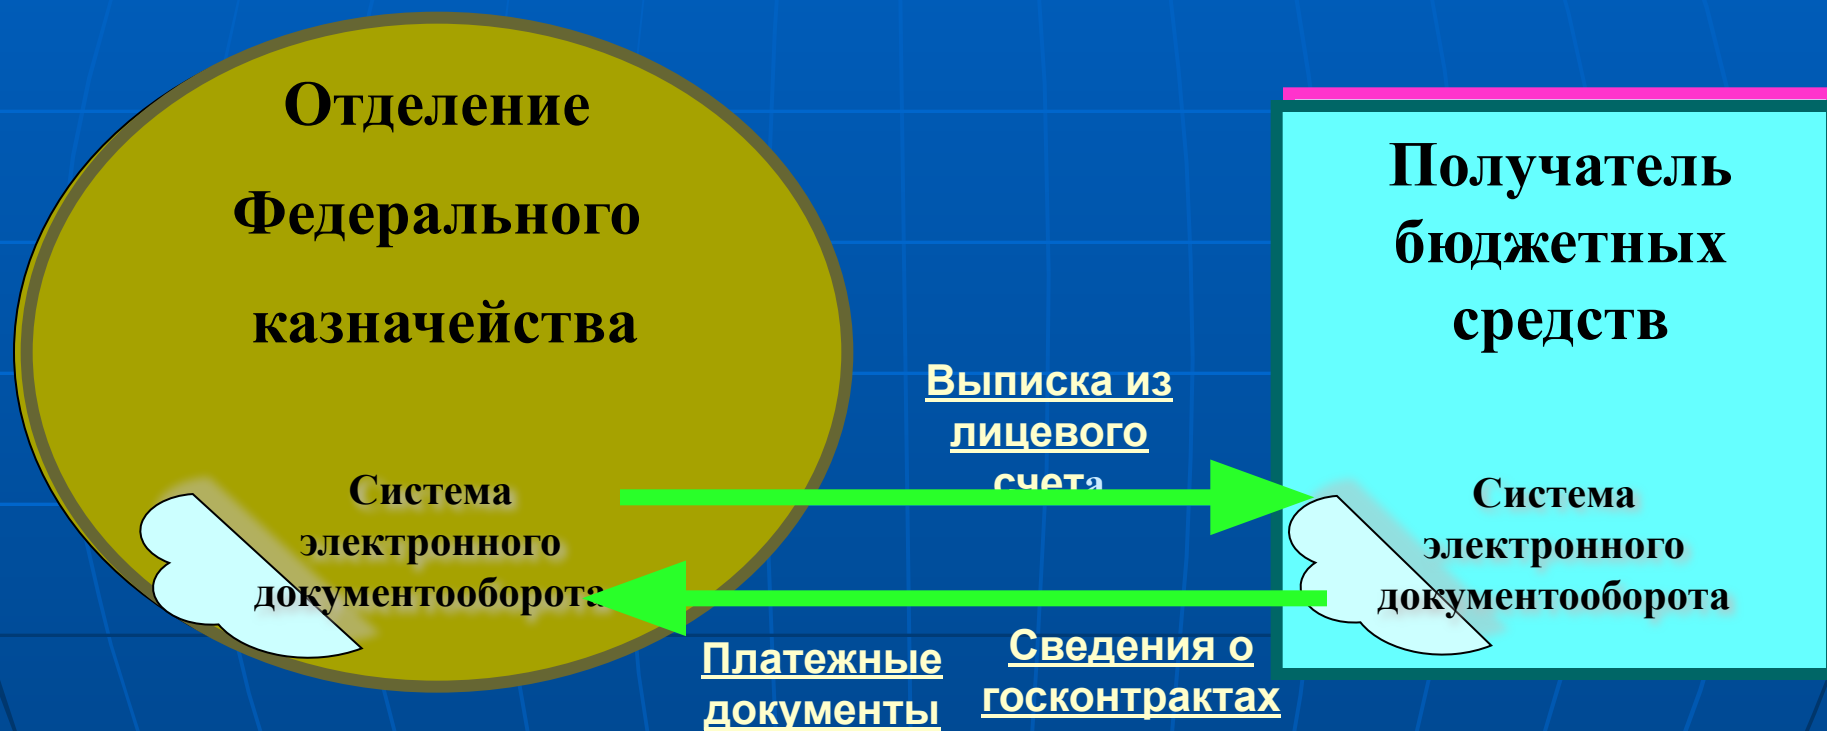 Отделение
Федерального
казначейства
Система
электронного
документооборота
Выписка из
лицевого
счета
Платежные
документы
Сведения о
госконтрактах
Получатель
бюджетных
средств
Система
электронного
документооборота